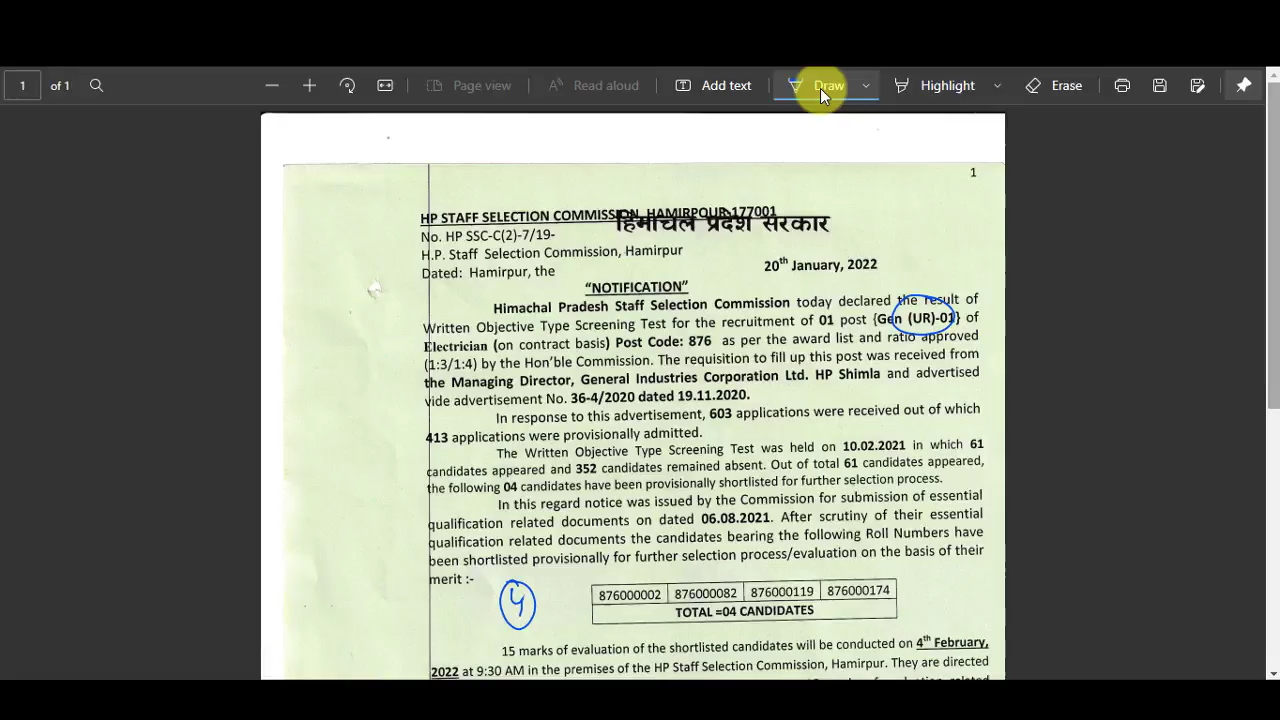 1 of 1 Page view Read aloud Add text Draw Highlight Erase
1
HP STAFF SELECTION COMMISSION, HAMIRPOUR-177001
हिमाचल प्रदेश सरकार
No. HP SSC-C(2)-7/19-
H.P. Staff Selection Commission, Hamirpur
Dated: Hamirpur, the 20th January, 2022
"NOTIFICATION"
Himachal Pradesh Staff Selection Commission today declared the result of
Written Objective Type Screening Test for the recruitment of 01 post {Gen (UR)-01} of
Electrician (on contract basis) Post Code: 876 as per the award list and ratio approved
(1:3/1:4) by the Hon'ble Commission. The requisition to fill up this post was received from
the Managing Director, General Industries Corporation Ltd. HP Shimla and advertised
vide advertisement No. 36-4/2020 dated 19.11.2020.
In response to this advertisement, 603 applications were received out of which
413 applications were provisionally admitted.
The Written Objective Type Screening Test was held on 10.02.2021 in which 61
candidates appeared and 352 candidates remained absent. Out of total 61 candidates appeared,
the following 04 candidates have been provisionally shortlisted for further selection process.
In this regard notice was issued by the Commission for submission of essential
qualification related documents on dated 06.08.2021. After scrutiny of their essential
qualification related documents the candidates bearing the following Roll Numbers have
been shortlisted provisionally for further selection process/evaluation on the basis of their
merit :-
4
876000002 876000082 876000119 876000174
TOTAL =04 CANDIDATES
15 marks of evaluation of the shortlisted candidates will be conducted on 4th February,
2022 at 9:30 AM in the premises of the HP Staff Selection Commission, Hamirpur. They are directed